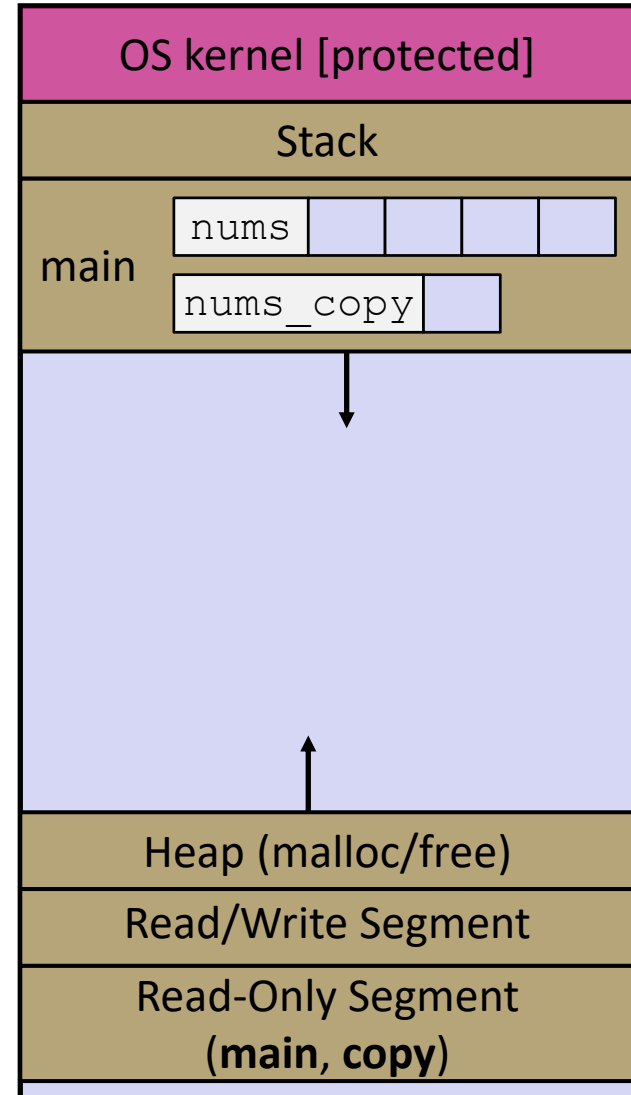 OS kernel [protected]
Stack
main
nums
nums_copy
Heap (malloc/free)
Read/Write Segment
Read-Only Segment
(main, copy)